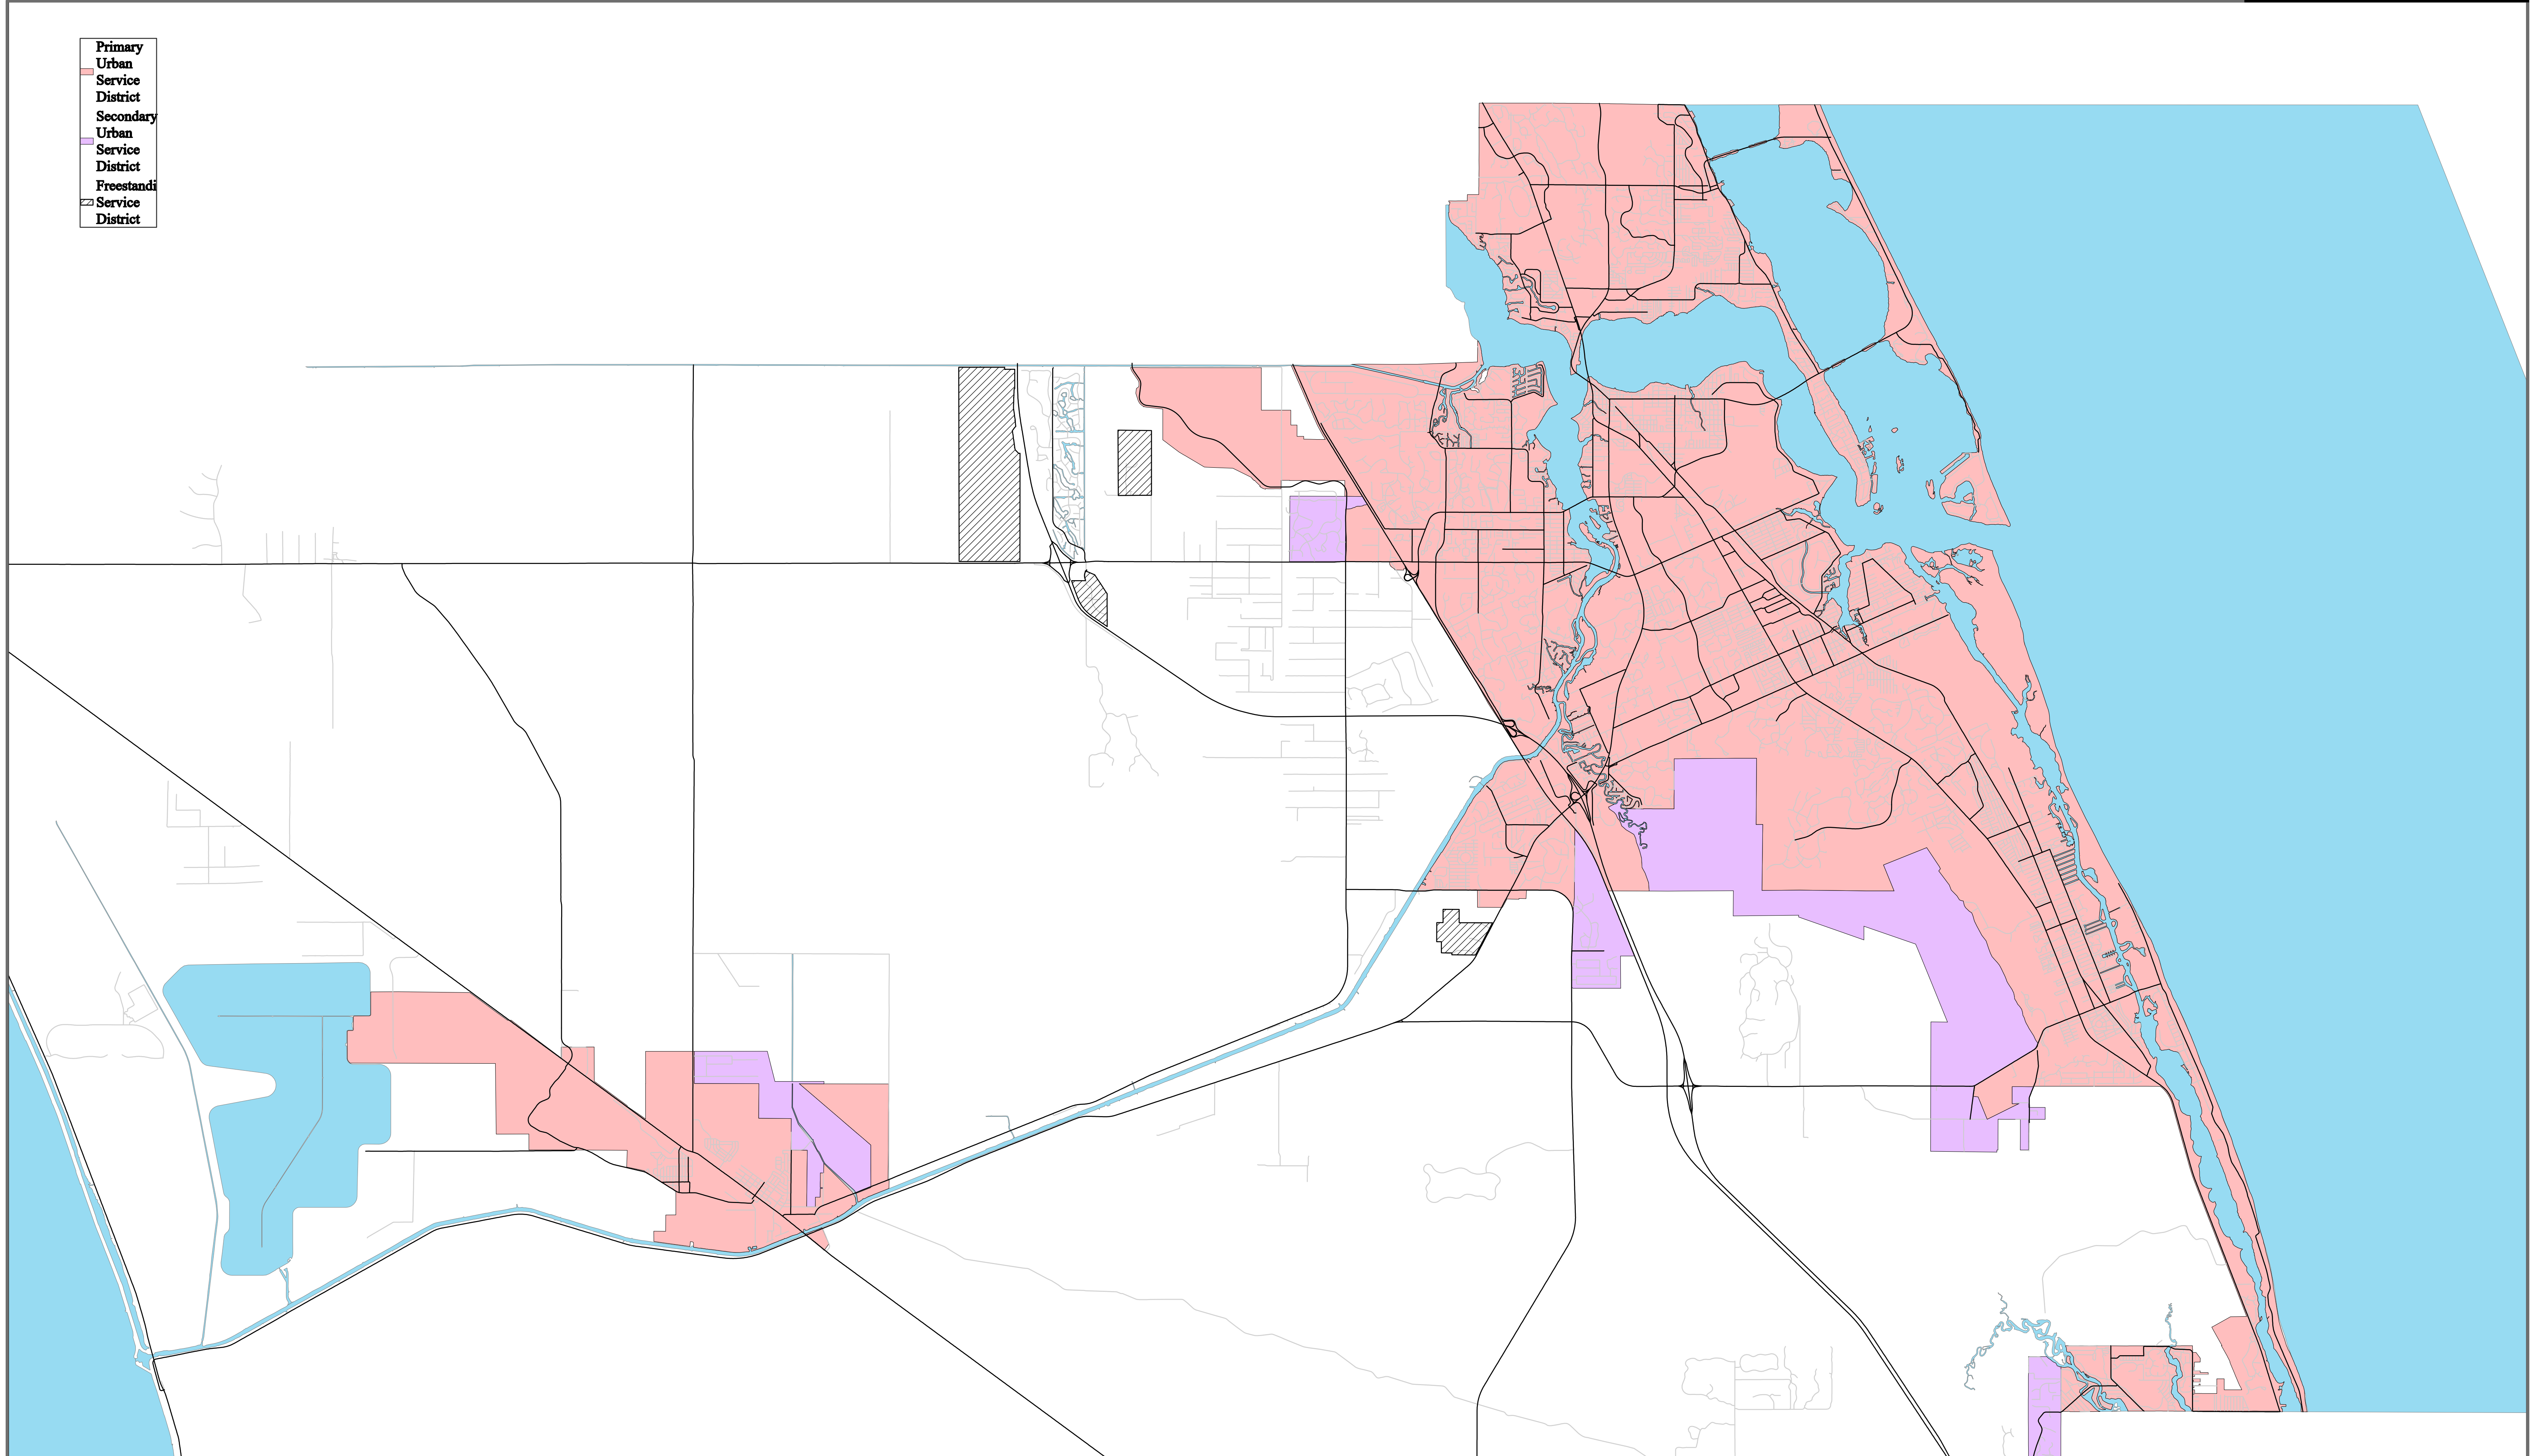 Primary
Urban
Service
District
Secondary
Urban
Service
District
Freestandi
Service
District